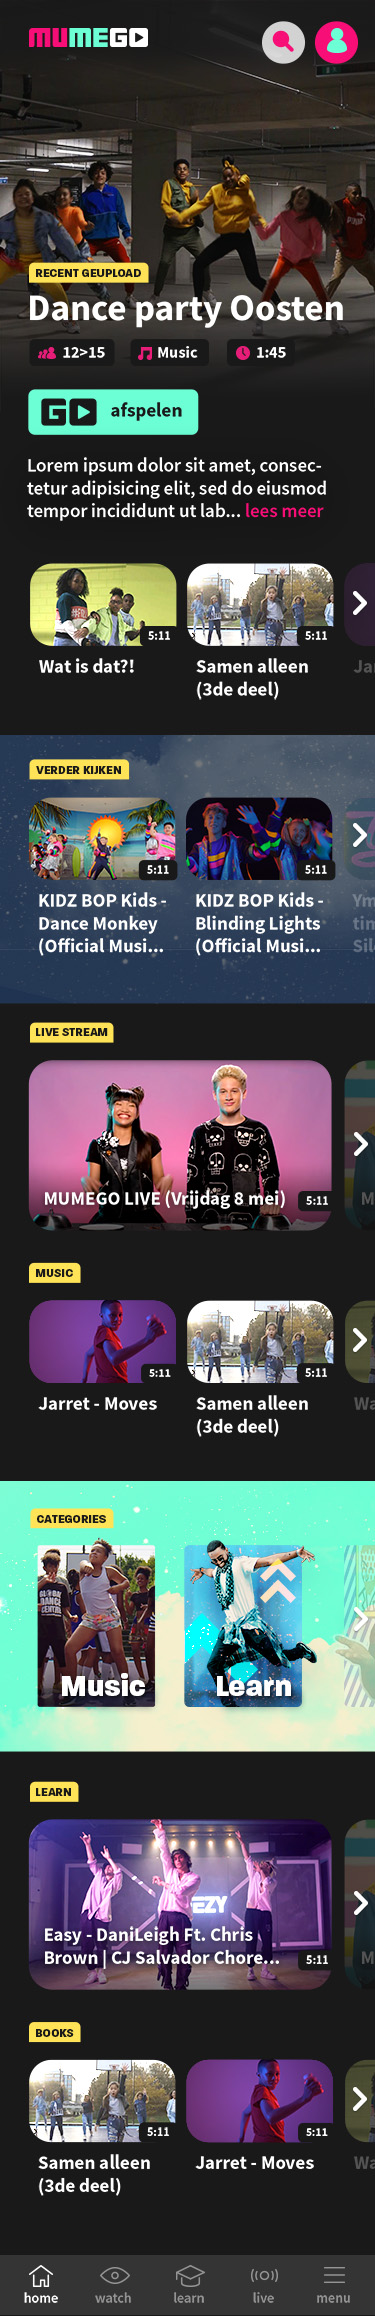 MUMEGO
RECENT GEUPLOAD
Dance party Oosten
12>15 Music 1:45
GO afspelen
Lorem ipsum dolor sit amet, consec-
tetur adipisicing elit, sed do eiusmod
tempor incididunt ut lab... lees meer
5:11 5:11
Wat is dat?! Samen alleen Ja
(3de deel)
VERDER KIJKEN
5:11 5:11
KIDZ BOP Kids - KIDZ BOP Kids - Ym
Dance Monkey Blinding Lights tin
(Official Musi... (Official Musi... Sil
LIVE STREAM
MUMEGO LIVE (Vrijdag 8 mei) 5:11 M
MUSIC
5:11 5:11
Jarret - Moves Samen alleen Wa
(3de deel)
CATEGORIES
Music Learn
LEARN
EZY
Easy - DaniLeigh Ft. Chris
Brown | CJ Salvador Chore... 5:11 M
BOOKS
5:11 5:11
Samen alleen Jarret - Moves Wa
(3de deel)
home watch learn live menu